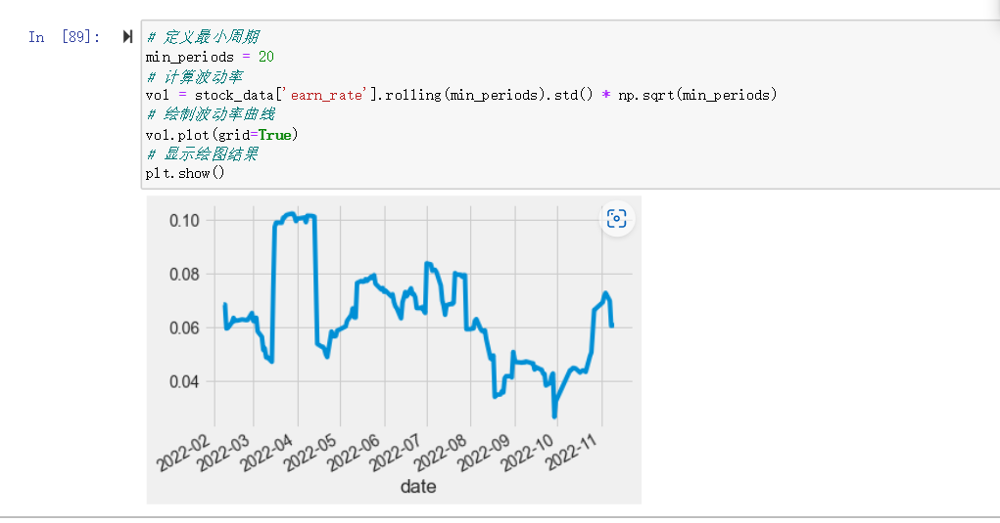 In [89]:
# 定义最小周期
min_periods = 20
# 计算波动率
vol = stock_data['earn_rate'].rolling(min_periods).std() * np.sqrt(min_periods)
# 绘制波动率曲线
vol.plot(grid=True)
# 显示绘图结果
plt.show()
0.10
0.08
0.06
0.04
2022-02
2022-03
2022-04
2022-05
2022-06
2022-07
2022-08
2022-09
2022-10
2022-11
date